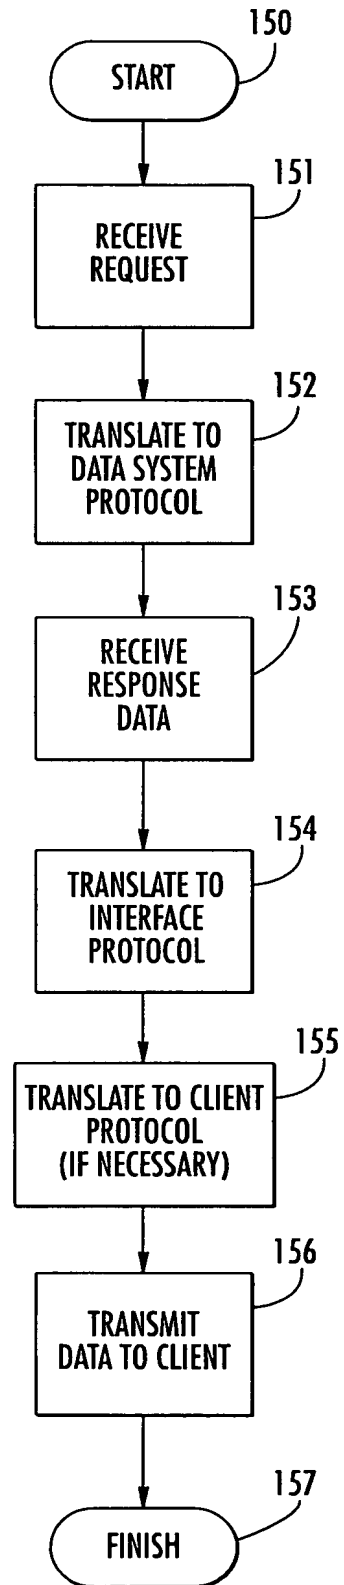 150
START
151
RECEIVE
REQUEST
152
TRANSLATE TO
DATA SYSTEM
PROTOCOL
153
RECEIVE
RESPONSE
DATA
154
TRANSLATE TO
INTERFACE
PROTOCOL
155
TRANSLATE TO CLIENT
PROTOCOL
(IF NECESSARY)
156
TRANSMIT
DATA TO CLIENT
157
FINISH